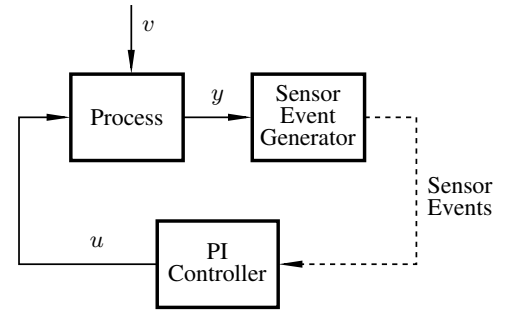 v
Process
y
Sensor
Event
Generator
Sensor
Events
u
PI
Controller